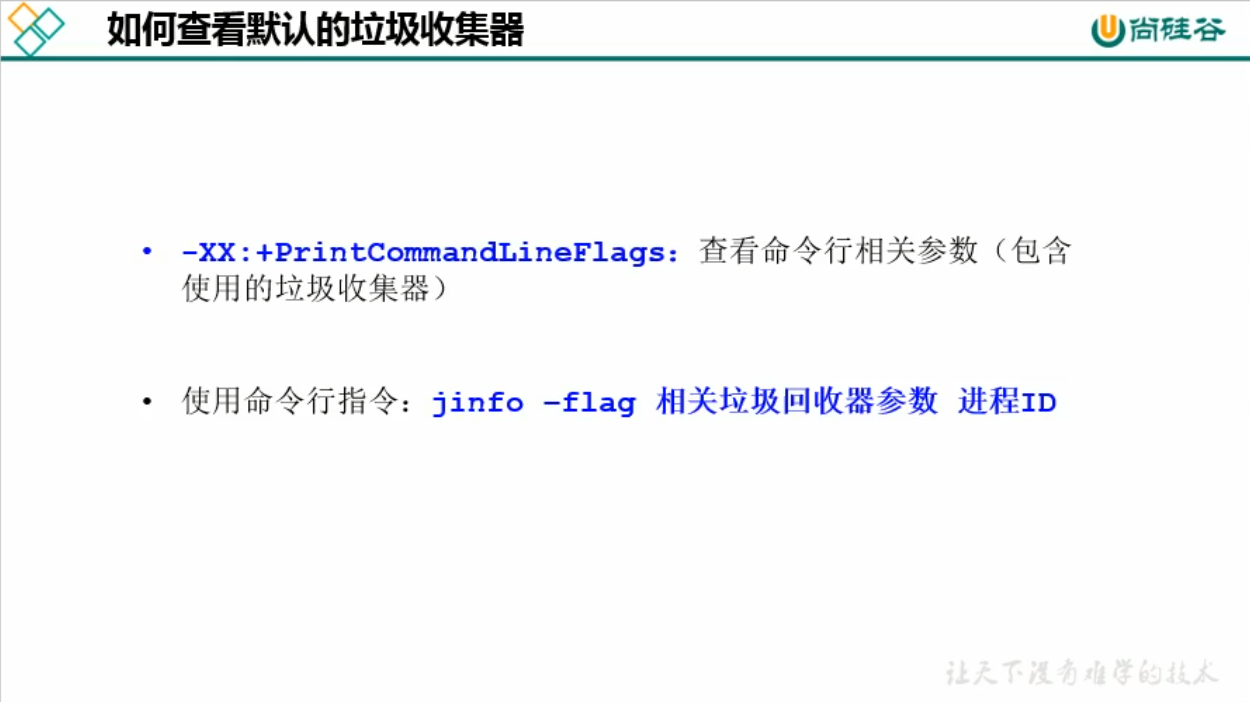 如何查看默认的垃圾收集器
尚硅谷
• -XX:+PrintCommandLineFlags：查看命令行相关参数（包含
使用的垃圾收集器）
• 使用命令行指令：jinfo –flag 相关垃圾回收器参数 进程ID
让天下没有难学的技术